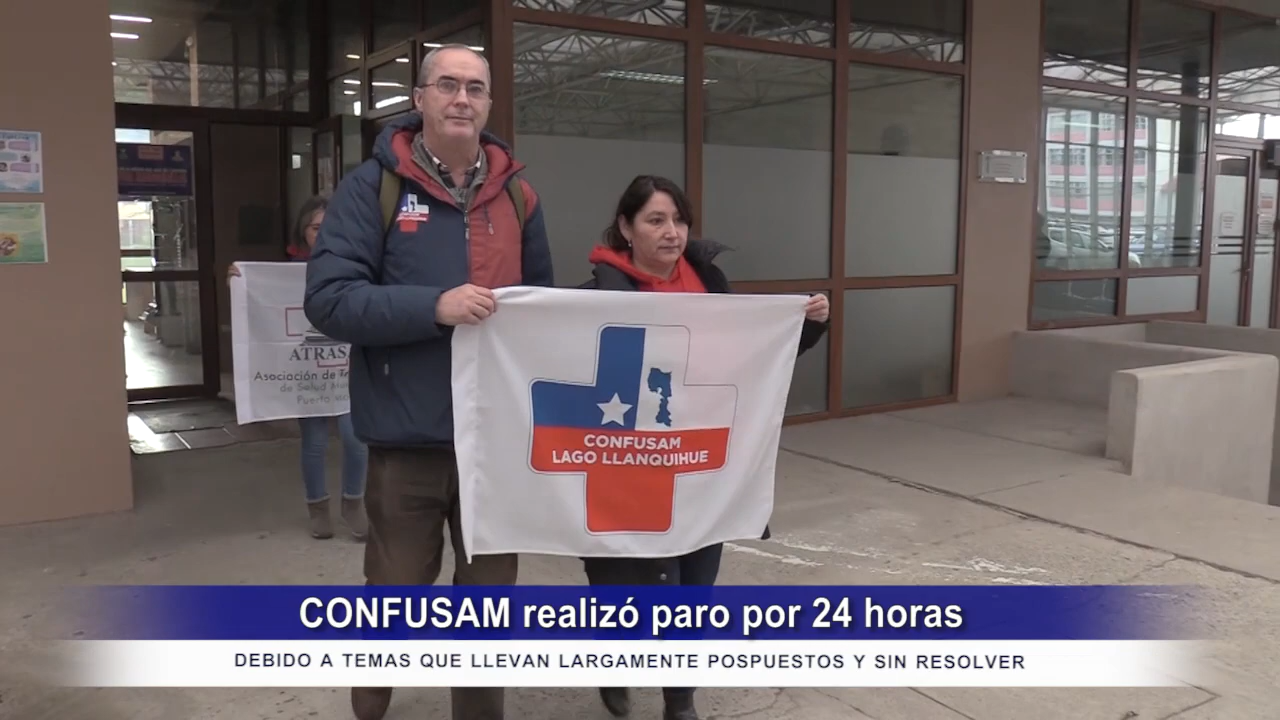 ATRAS
Asociación de
de Salud
Puerto
CONFUSAM
LAGO LLANQUIHUE
CONFUSAM realizó paro por 24 horas
DEBIDO A TEMAS QUE LLEVAN LARGAMENTE POSPUESTOS Y SIN RESOLVER